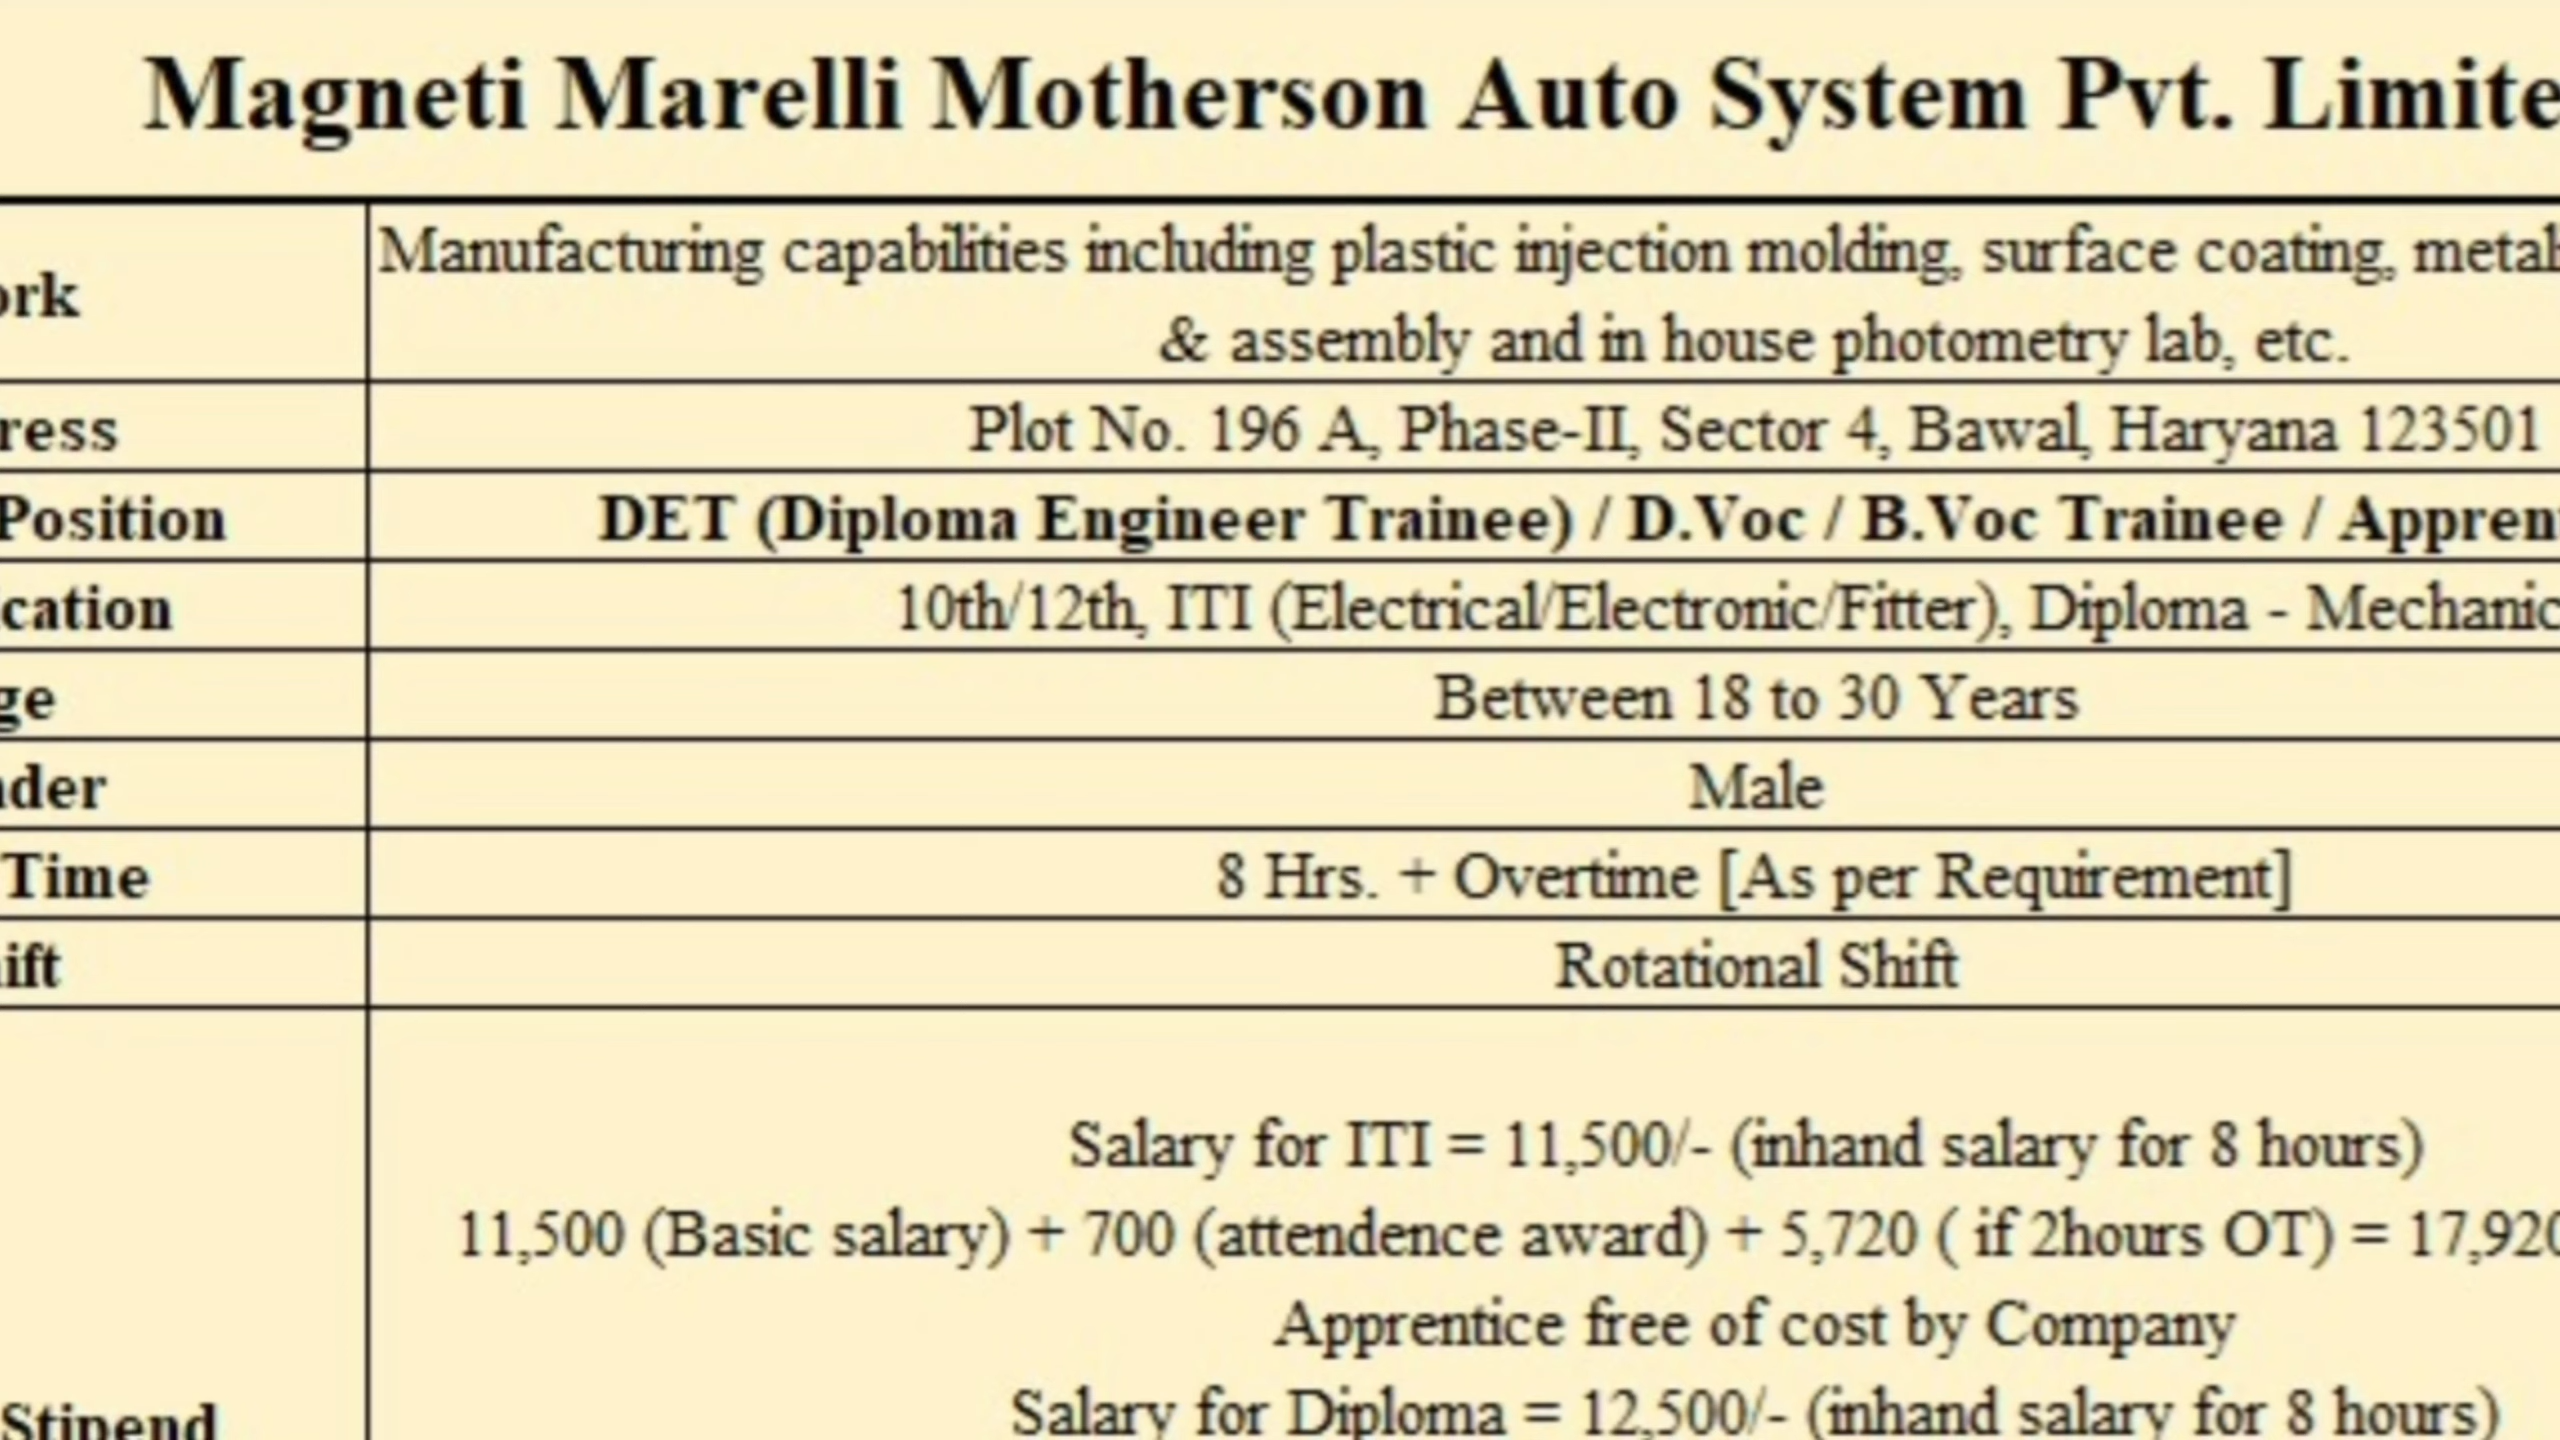 Magneti Marelli Motherson Auto System Pvt. Limite
ork
Manufacturing capabilities including plastic injection molding, surface coating, metali
& assembly and in house photometry lab, etc.
ress
Plot No. 196 A, Phase-II, Sector 4, Bawal, Haryana 123501
Position
DET (Diploma Engineer Trainee) / D.Voc / B.Voc Trainee / Apprent
cation
10th/12th, ITI (Electrical/Electronic/Fitter), Diploma - Mechanic
ge
Between 18 to 30 Years
nder
Male
Time
8 Hrs. + Overtime [As per Requirement]
ift
Rotational Shift
Salary for ITI = 11,500/- (inhand salary for 8 hours)
11,500 (Basic salary) + 700 (attendence award) + 5,720 ( if 2hours OT) = 17,920
Apprentice free of cost by Company
Stipend
Salary for Diploma = 12,500/- (inhand salary for 8 hours)